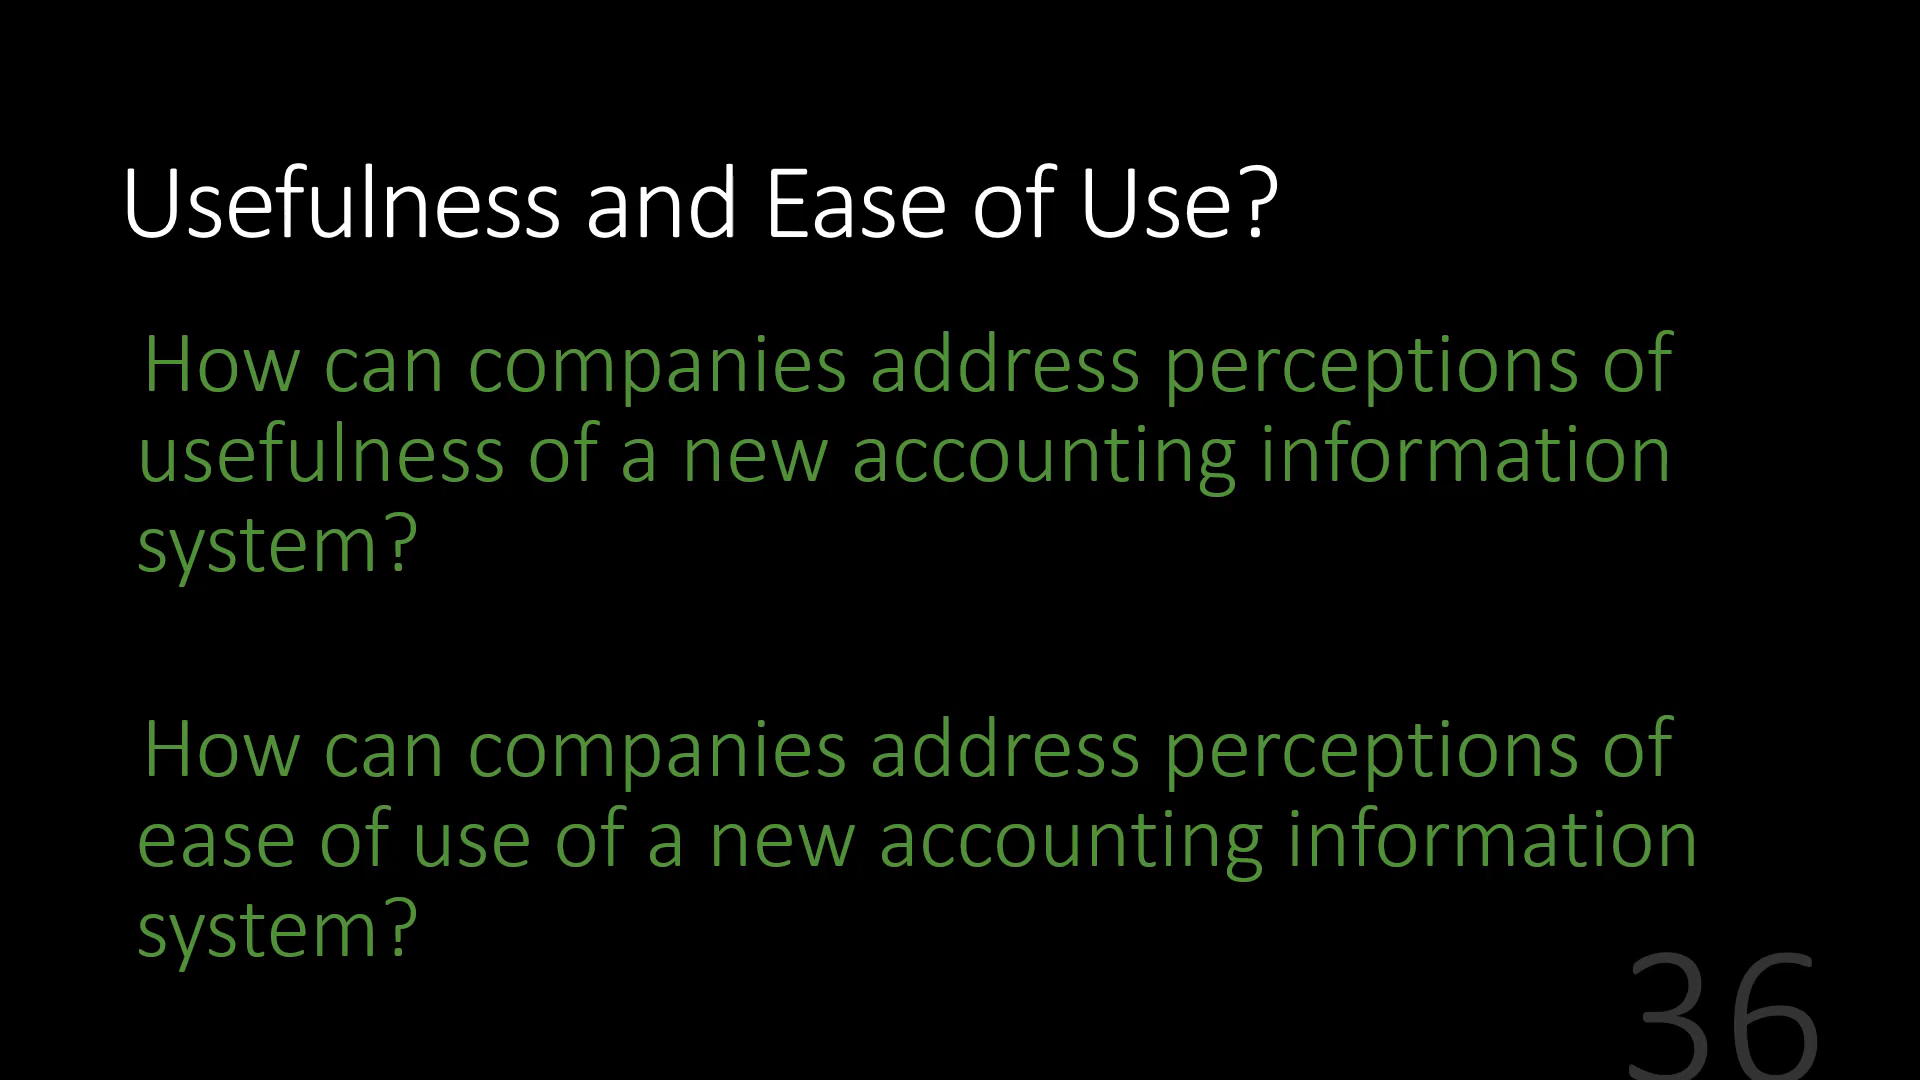 Usefulness and Ease of Use?
How can companies address perceptions of
usefulness of a new accounting information
system?
How can companies address perceptions of
ease of use of a new accounting information
system?
36